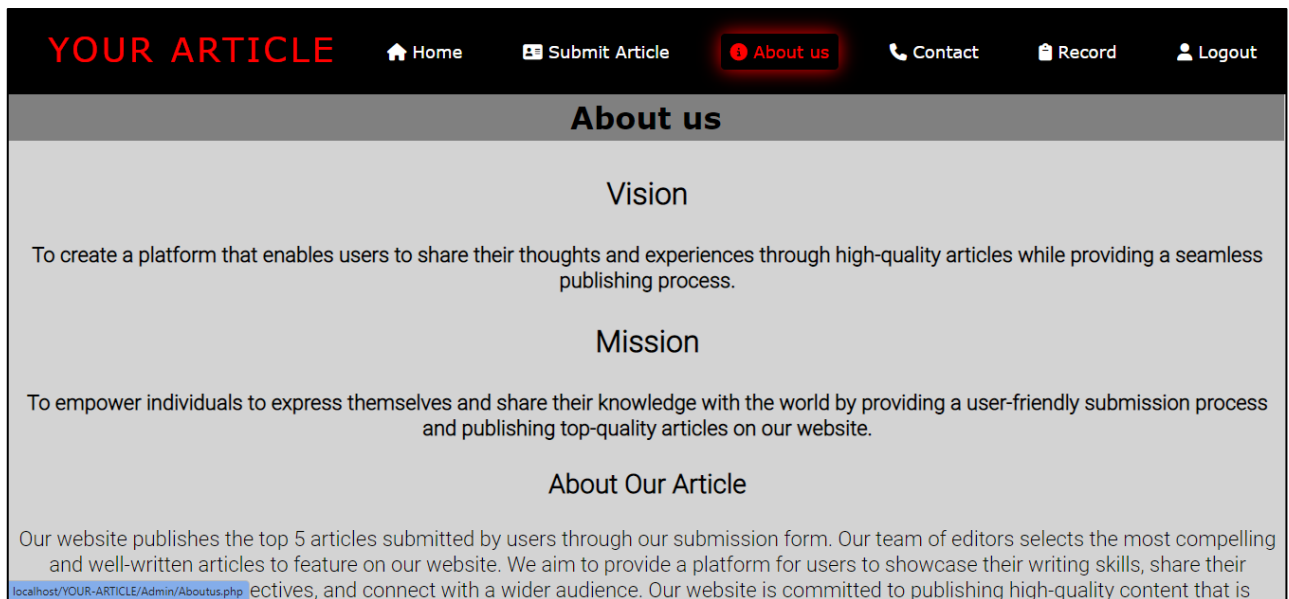 YOUR ARTICLE Home Submit Article About us Contact Record Logout
About us
Vision
To create a platform that enables users to share their thoughts and experiences through high-quality articles while providing a seamless
publishing process.
Mission
To empower individuals to express themselves and share their knowledge with the world by providing a user-friendly submission process
and publishing top-quality articles on our website.
About Our Article
Our website publishes the top 5 articles submitted by users through our submission form. Our team of editors selects the most compelling
and well-written articles to feature on our website. We aim to provide a platform for users to showcase their writing skills, share their
localhost/YOUR-ARTICLE/Admin/Aboutus.php ectives, and connect with a wider audience. Our website is committed to publishing high-quality content that is